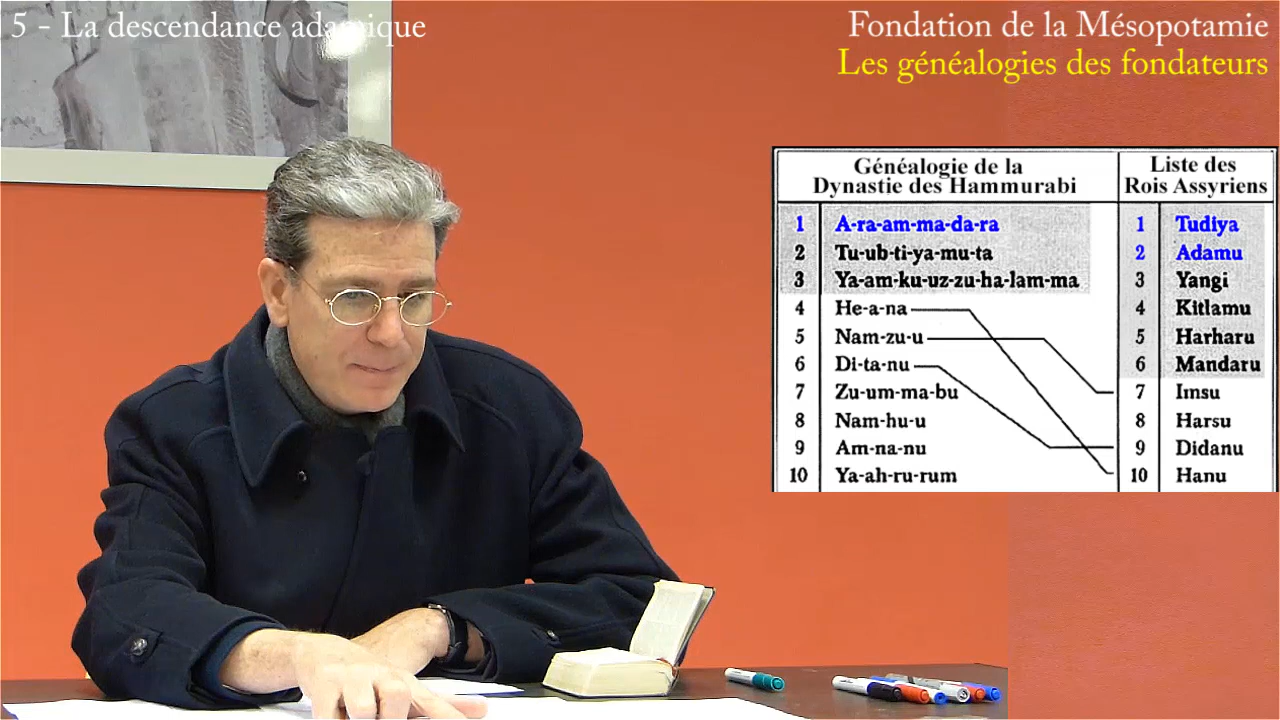 5 - La descendance adamique
Fondation de la Mésopotamie
Les généalogies des fondateurs
Généalogie de la
Dynastie des Hammurabi
1 A-ra-am-ma-da-ra
2 Tu-ub-ti-ya-mu-ta
3 Ya-am-ku-uz-zu-ha-lam-ma
4 He-a-na
5 Nam-zu-u
6 Di-ta-nu
7 Zu-um-ma-bu
8 Nam-hu-u
9 Am-na-nu
10 Ya-ah-ru-rum
Liste des
Rois Assyriens
1 Tudiya
2 Adamu
3 Yangi
4 Kitlamu
5 Harharu
6 Mandaru
7 Imsu
8 Harsu
9 Didanu
10 Hanu